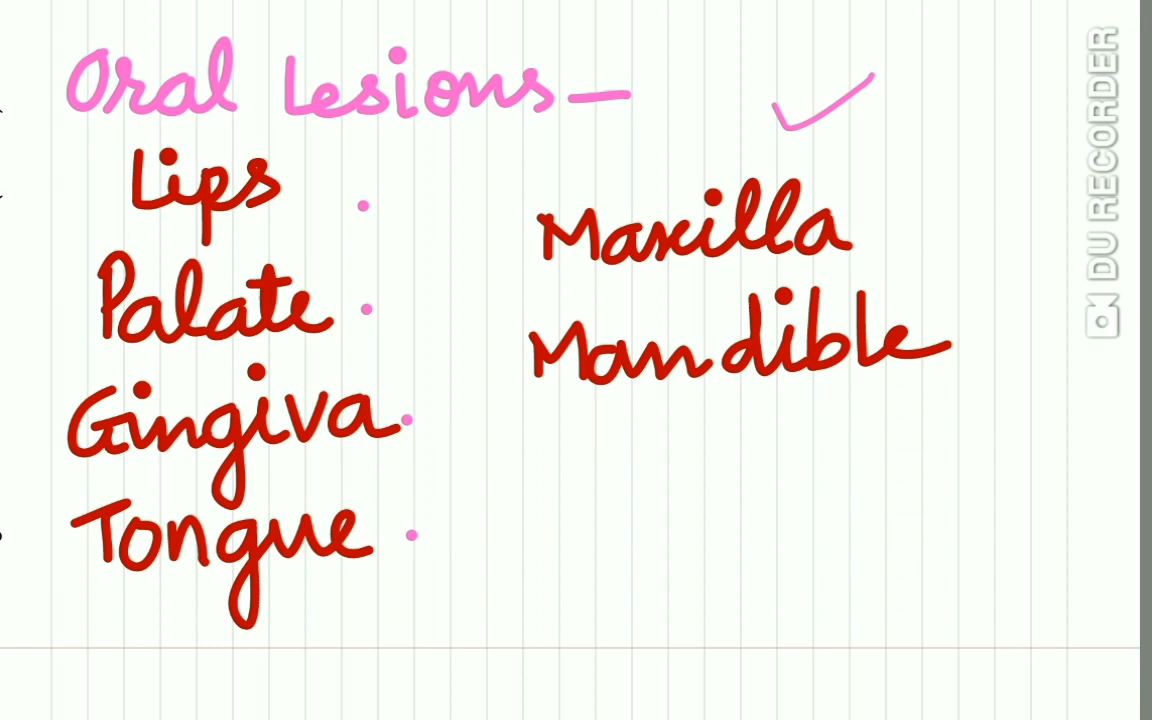 Oral Lesions —
Lips
Palate
Gingiva
Tongue
Maxilla
Mandible
DU RECORDER